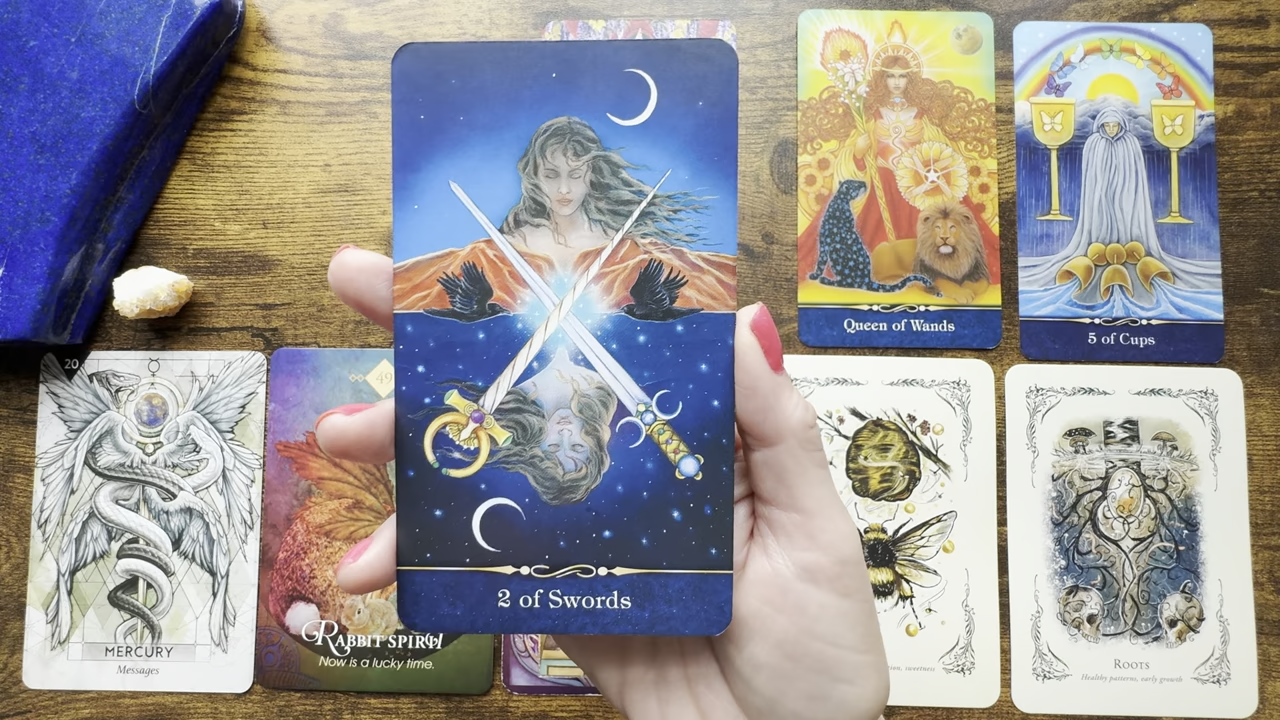 2 of Swords
Queen of Wands
5 of Cups
20
MERCURY
Messages
49
RABBIT SPIRIT
Now is a lucky time.
sweetness
ROOTS
Healthy patterns, early growth